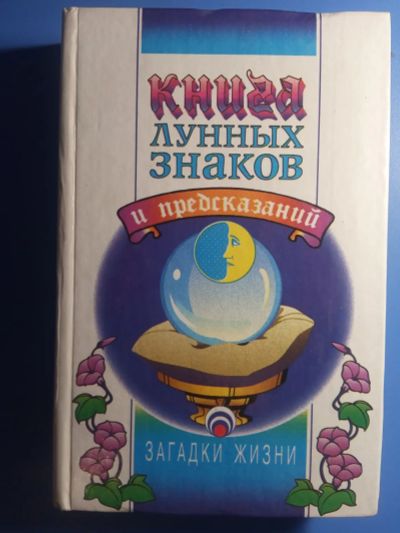 книга
ЛУННЫХ
ЗНАКОВ
и предсказаний
ЗАГАДКИ ЖИЗНИ